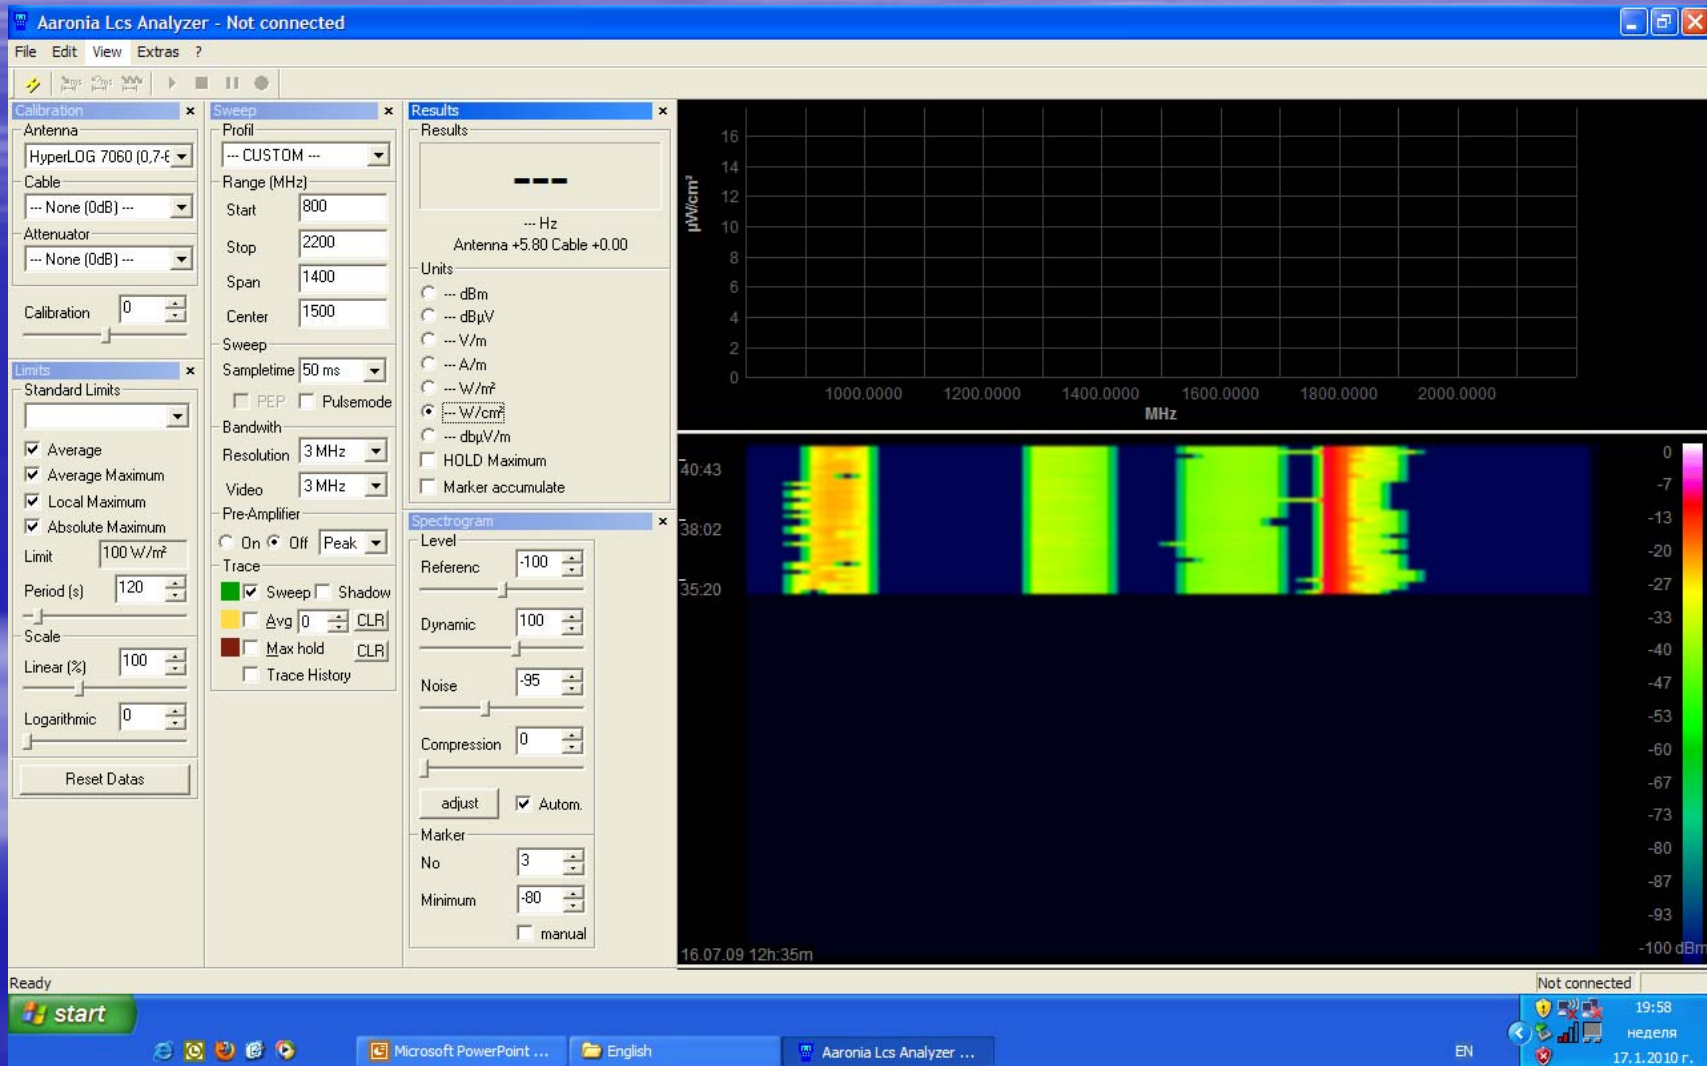 Aaronia Lcs Analyzer - Not connected
File Edit View Extras ?
Calibration
Antenna
HyperLOG 7060 (0,7-6
Cable
--- None (0dB) ---
Attenuator
--- None (0dB) ---
Calibration 0
Limits
Standard Limits
Average
Average Maximum
Local Maximum
Absolute Maximum
Limit 100 W/m²
Period (s) 120
Scale
Linear (%) 100
Logarithmic 0
Reset Datas
Sweep
Profil
--- CUSTOM ---
Range (MHz)
Start 800
Stop 2200
Span 1400
Center 1500
Sweep
Sampletime 50 ms
PEP Pulsemode
Bandwith
Resolution 3 MHz
Video 3 MHz
Pre-Amplifier
On Off Peak
Trace
Sweep Shadow
Avg 0 CLR
Max hold CLR
Trace History
Results
Results
---
--- Hz
Antenna +5.80 Cable +0.00
Units
--- dBm
--- dBµV
--- V/m
--- A/m
--- W/m²
--- W/cm²
--- dbµV/m
HOLD Maximum
Marker accumulate
Spectrogram
Level
Referenc -100
Dynamic 100
Noise -95
Compression 0
adjust Autom.
Marker
No 3
Minimum -80
manual
µW/cm²
16
14
12
10
8
6
4
2
0
1000.0000 1200.0000 1400.0000 1600.0000 1800.0000 2000.0000
MHz
40:43
38:02
35:20
16.07.09 12h:35m
0
-7
-13
-20
-27
-33
-40
-47
-53
-60
-67
-73
-80
-87
-93
-100 dBm
Ready
Not connected
start
Microsoft PowerPoint ...
English
Aaronia Lcs Analyzer ...
EN
19:58
неделя
17.1.2010 г.